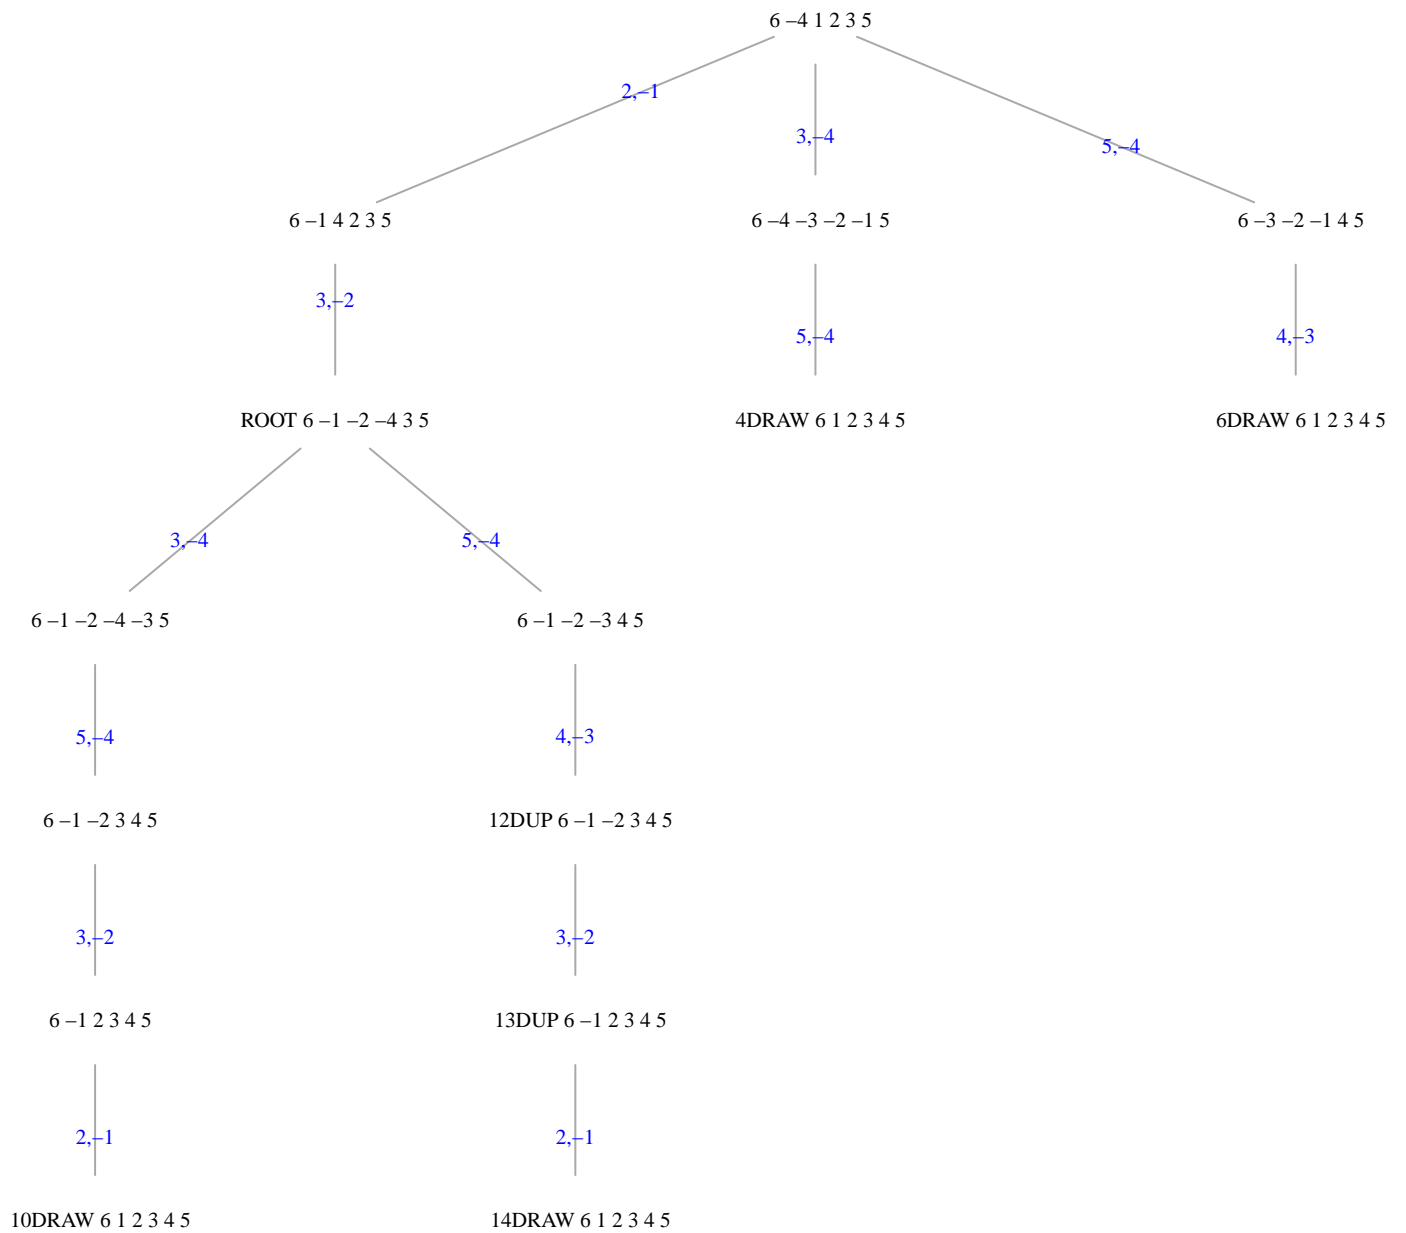 6 –4 1 2 3 5
2,–1
3,–4
5,–4
6 –1 4 2 3 5
6 –4 –3 –2 –1 5
6 –3 –2 –1 4 5
3,–2
5,–4
4,–3
ROOT 6 –1 –2 –4 3 5
4DRAW 6 1 2 3 4 5
6DRAW 6 1 2 3 4 5
3,–4
5,–4
6 –1 –2 –4 –3 5
6 –1 –2 –3 4 5
5,–4
4,–3
6 –1 –2 3 4 5
12DUP 6 –1 –2 3 4 5
3,–2
3,–2
6 –1 2 3 4 5
13DUP 6 –1 2 3 4 5
2,–1
2,–1
10DRAW 6 1 2 3 4 5
14DRAW 6 1 2 3 4 5